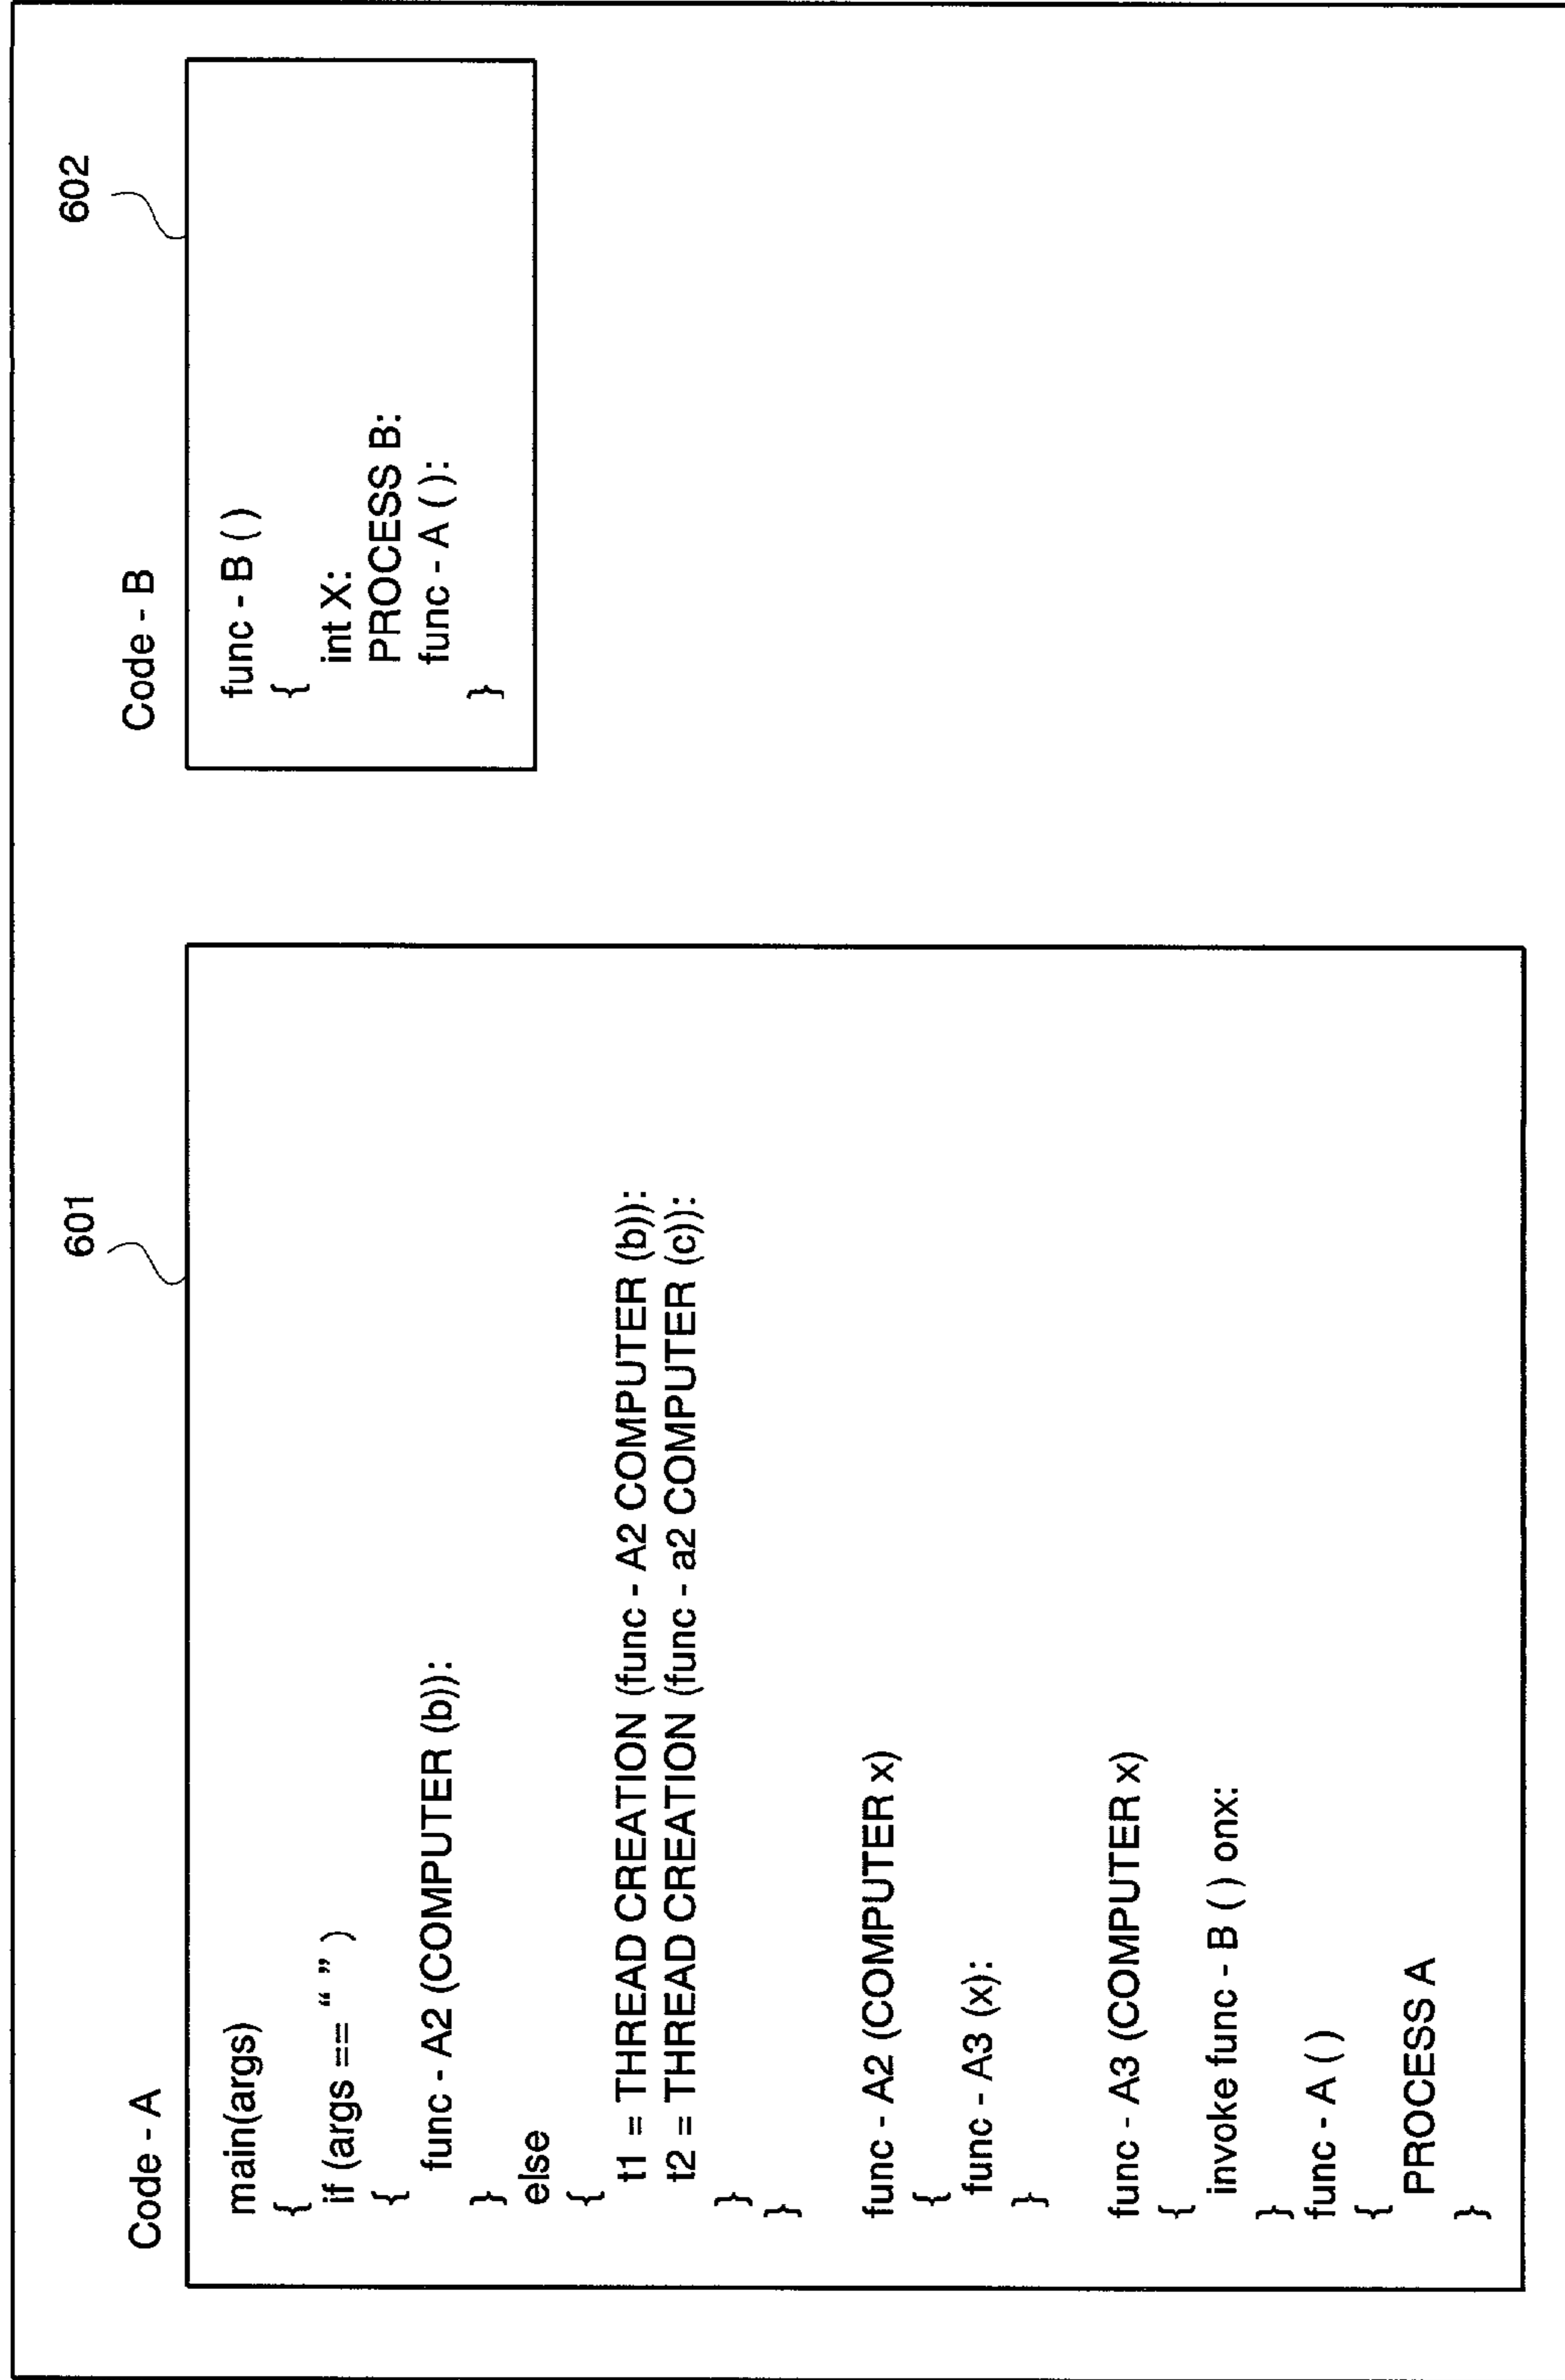 Code - A
601
main(args)
{
if (args == “ ” )
{
func - A2 (COMPUTER (b)):
}
else
{
t1 = THREAD CREATION (func - A2 COMPUTER (b)):
t2 = THREAD CREATION (func - a2 COMPUTER (c)):
}
}
func - A2 (COMPUTER x)
{
func - A3 (x):
}
func - A3 (COMPUTER x)
{
invoke func - B ( ) onx:
}
func - A ( )
{
PROCESS A
}
Code - B
602
func - B ( )
{
int X:
PROCESS B:
func - A ( ):
}